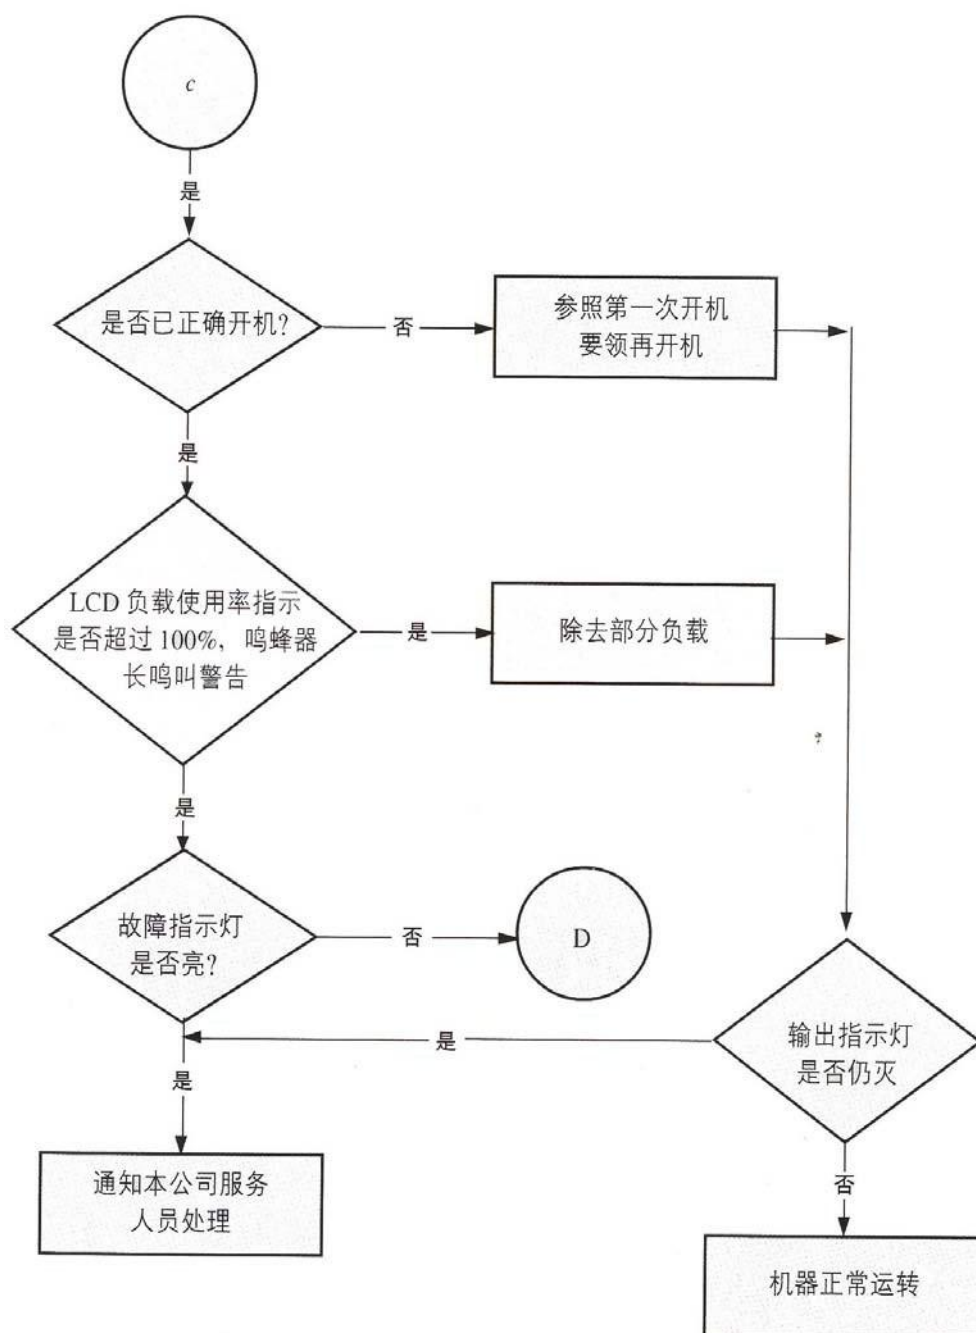 c
是
是否已正确开机?
否
参照第一次开机
要领再开机
是
LCD 负载使用率指示
是否超过 100%, 鸣蜂器
长鸣叫警告
是
除去部分负载
是
故障指示灯
是否亮?
否
D
输出指示灯
是否仍灭
是
是
通知本公司服务
人员处理
否
机器正常运转